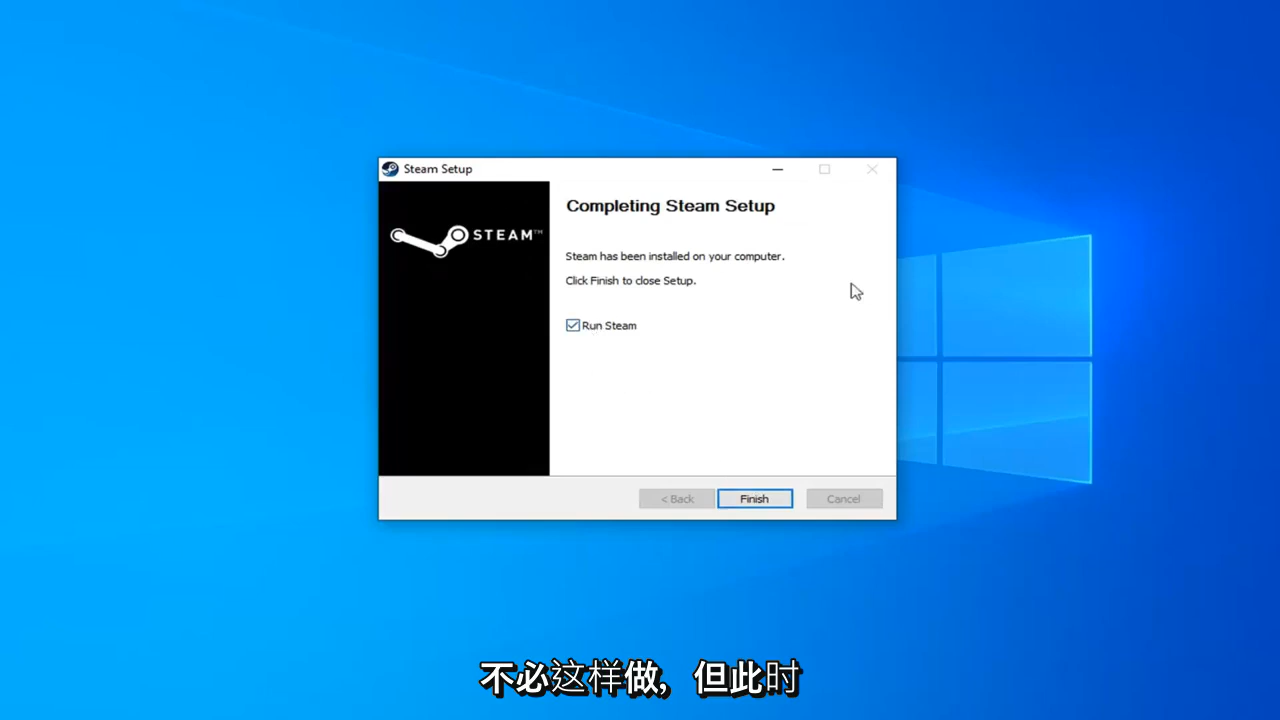 Steam Setup
STEAM™
Completing Steam Setup
Steam has been installed on your computer.
Click Finish to close Setup.
Run Steam
< Back
Finish
Cancel
不必这样做，但此时